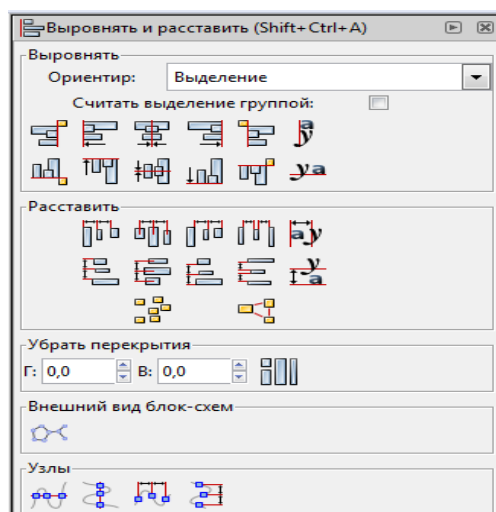 Выровнять и расставить (Shift+Ctrl+A)
Выровнять
Ориентир: Выделение
Считать выделение группой:
Расставить
Убрать перекрытия
Г: 0,0 В: 0,0
Внешний вид блок-схем
Узлы